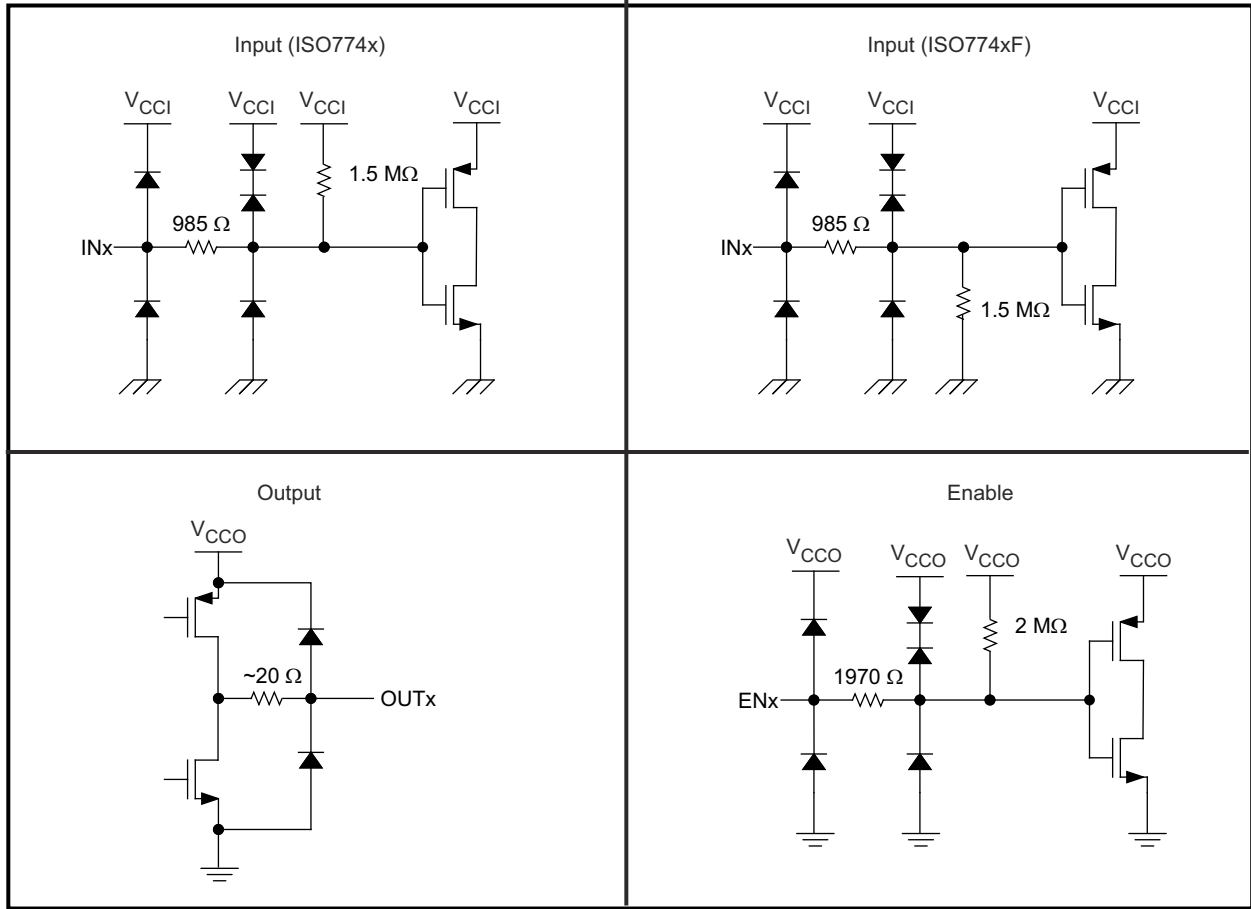 Input (ISO774x)
V_CCI V_CCI V_CCI V_CCI
1.5 MΩ
985 Ω
INx
Input (ISO774xF)
V_CCI V_CCI V_CCI
985 Ω
INx
1.5 MΩ
Output
V_CCO
~20 Ω
OUTx
Enable
V_CCO V_CCO V_CCO V_CCO
2 MΩ
1970 Ω
ENx